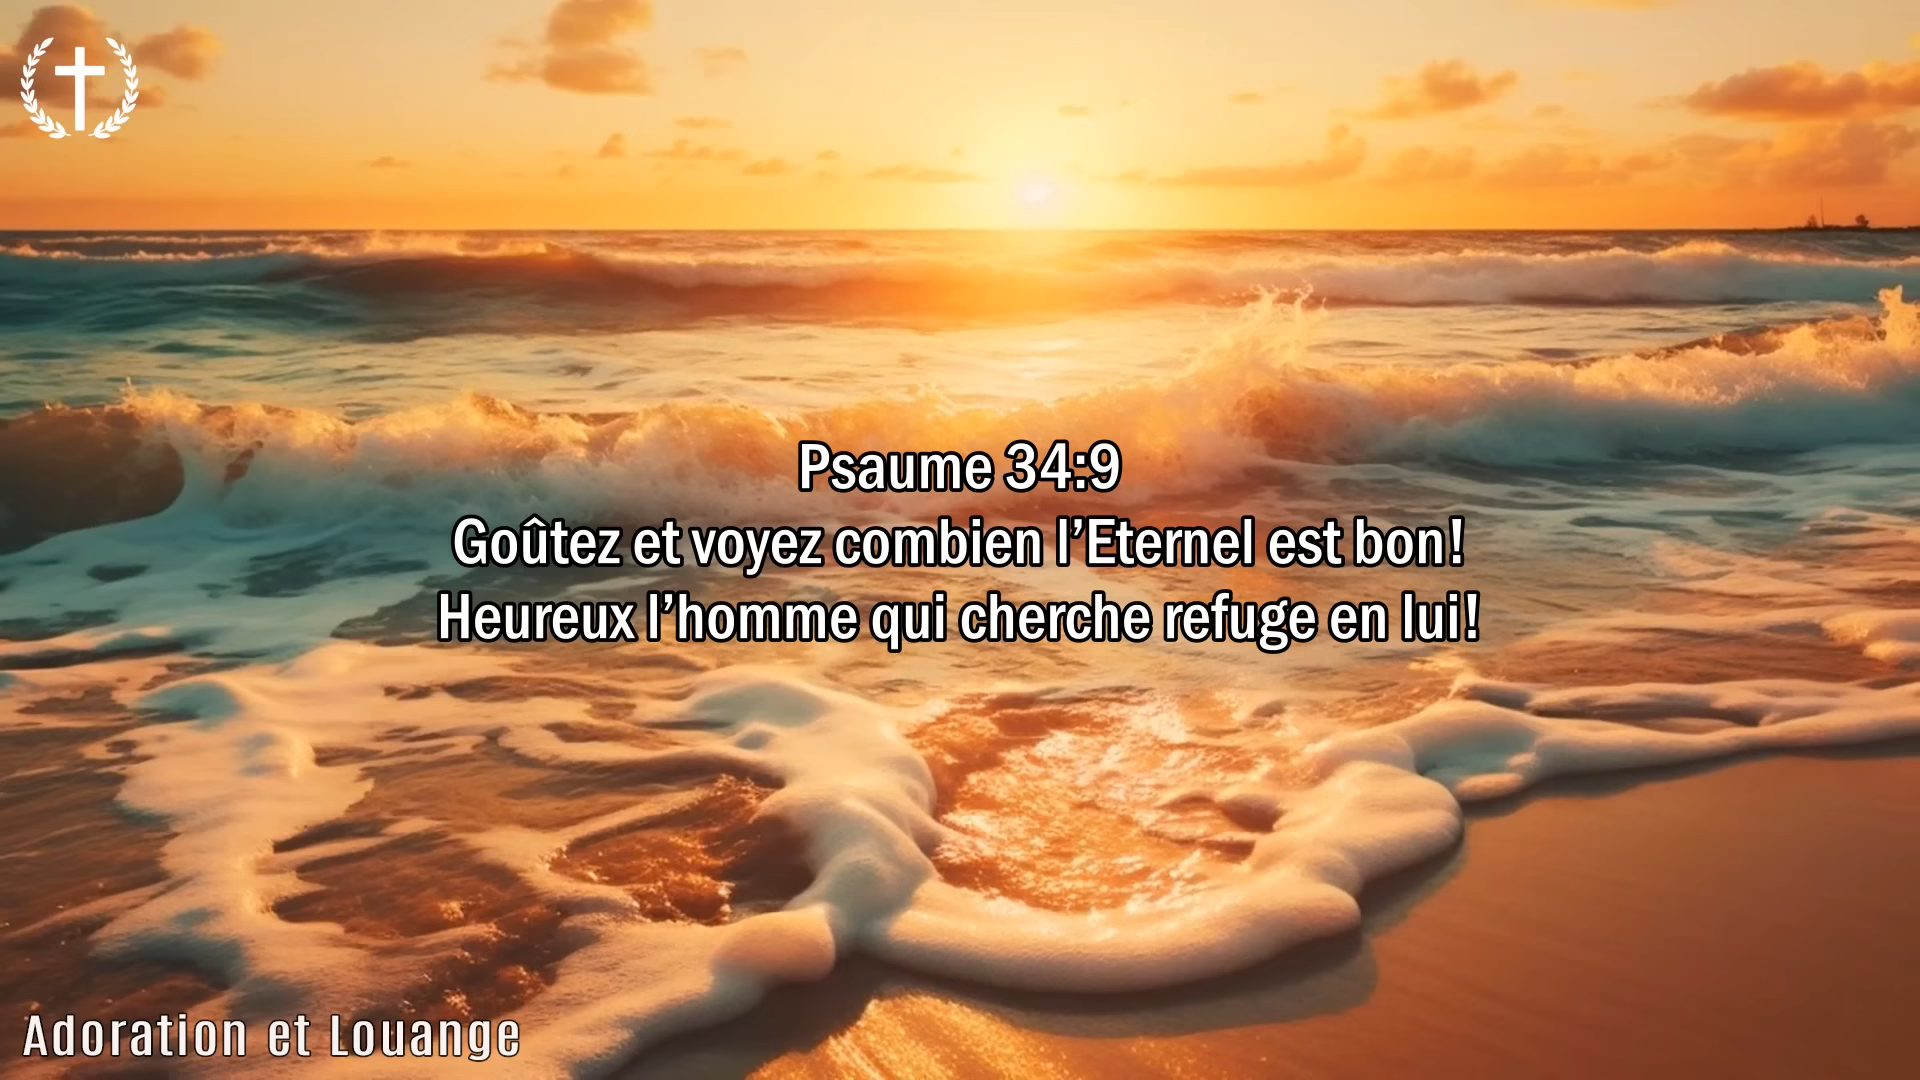 Psaume 34:9
Goûtez et voyez combien l’Eternel est bon!
Heureux l’homme qui cherche refuge en lui!
Adoration et Louange